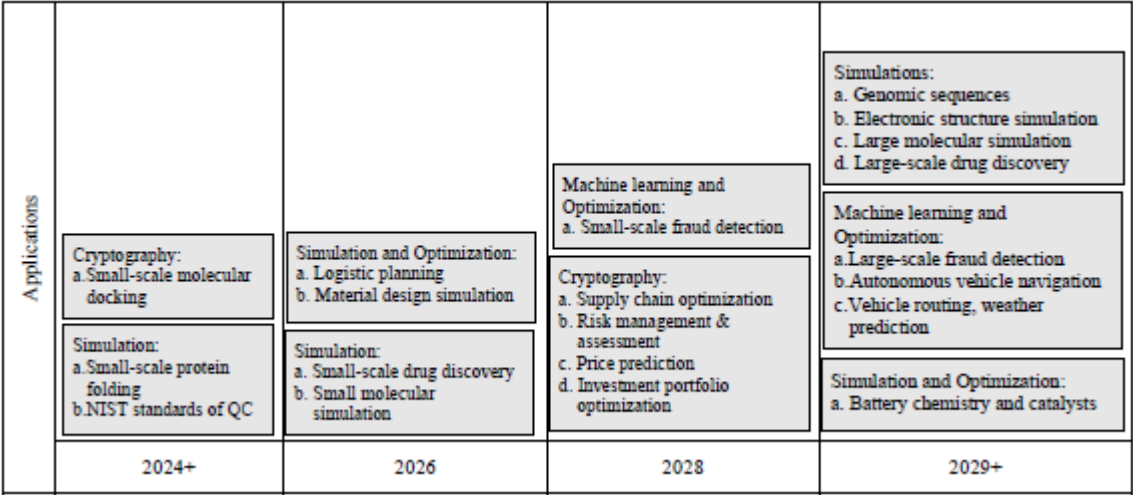 Applications
Cryptography:
a.Small-scale molecular
docking
Simulation:
a.Small-scale protein
folding
b.NIST standards of QC
2024+
Simulation and Optimization:
a. Logistic planning
b. Material design simulation
Simulation:
a. Small-scale drug discovery
b. Small molecular
simulation
2026
Machine learning and
Optimization:
a. Small-scale fraud detection
Cryptography:
a. Supply chain optimization
b. Risk management &
assessment
c. Price prediction
d. Investment portfolio
optimization
2028
Simulations:
a. Genomic sequences
b. Electronic structure simulation
c. Large molecular simulation
d. Large-scale drug discovery
Machine learning and
Optimization:
a.Large-scale fraud detection
b.Autonomous vehicle navigation
c.Vehicle routing, weather
prediction
Simulation and Optimization:
a. Battery chemistry and catalysts
2029+